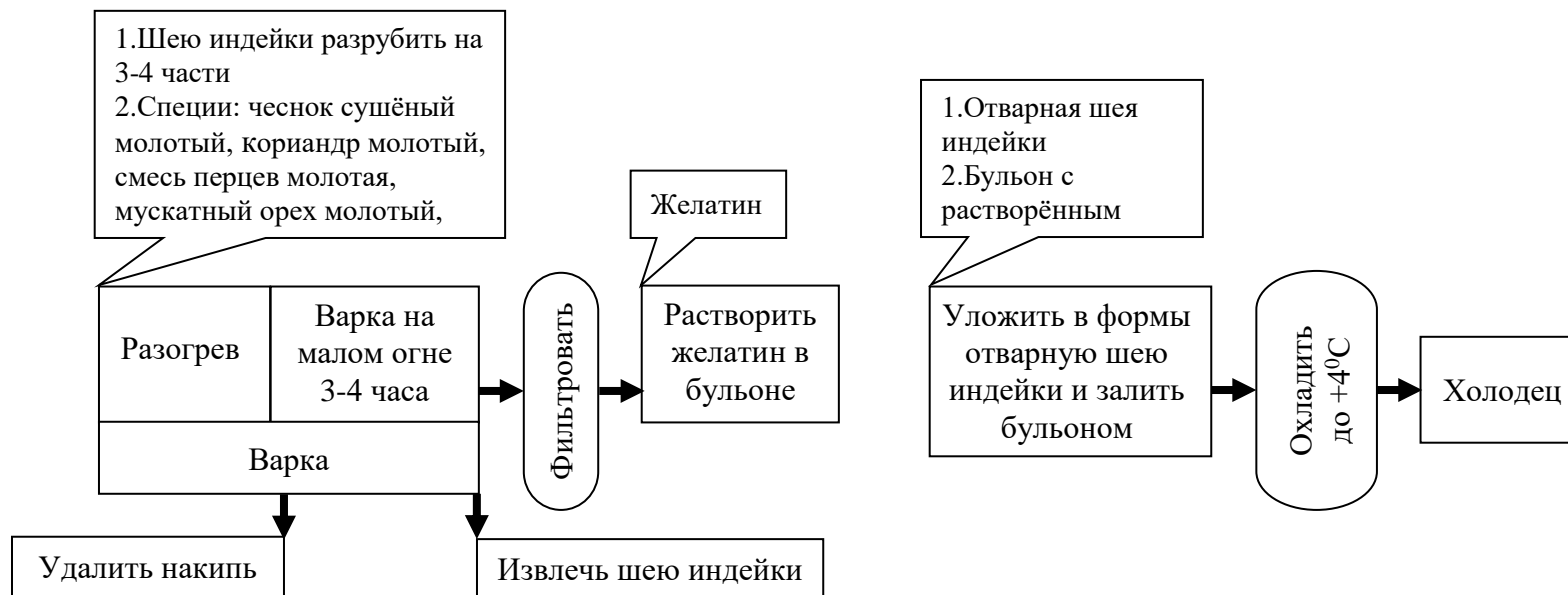 1.Шею индейки разрубить на
3-4 части
2.Специи: чеснок сушёный
молотый, кориандр молотый,
смесь перцев молотая,
мускатный орех молотый,
Желатин
1.Отварная шея
индейки
2.Бульон с
растворённым
Разогрев
Варка на
малом огне
3-4 часа
Варка
Фильтровать
Растворить
желатин в
бульоне
Уложить в формы
отварную шею
индейки и залить
бульоном
Охладить
до +4⁰С
Холодец
Удалить накипь
Извлечь шею индейки